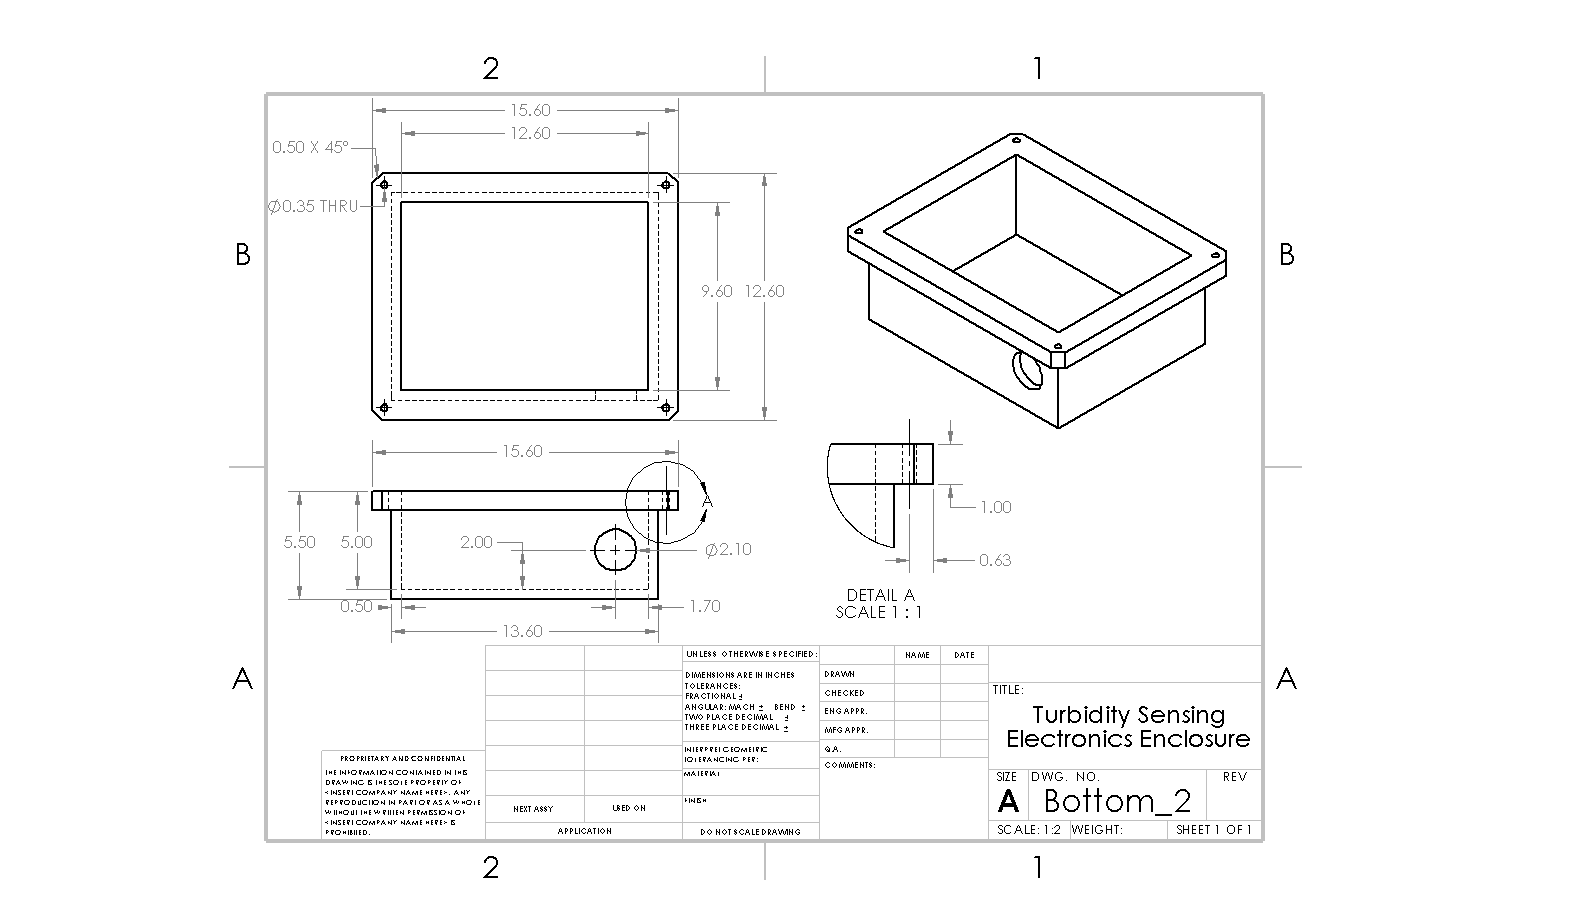 2
1
15.60
12.60
0.50 X 45°
Ø0.35 THRU
B
B
9.60
12.60
15.60
A
5.50
5.00
2.00
Ø2.10
0.50
1.70
13.60
1.00
0.63
DETAIL A
SCALE 1 : 1
A
A
UNLESS OTHERWISE SPECIFIED:
DIMENSIONS ARE IN INCHES
TOLERANCES:
FRACTIONAL ±
ANGULAR: MACH ± BEND ±
TWO PLACE DECIMAL ±
THREE PLACE DECIMAL ±
INTERPRET GEOMETRIC
TOLERANCING PER:
MATERIAL
FINISH
DO NOT SCALE DRAWING
NAME
DATE
DRAWN
CHECKED
ENG APPR.
MFG APPR.
Q.A.
COMMENTS:
TITLE:
Turbidity Sensing
Electronics Enclosure
SIZE
DWG. NO.
REV
A
Bottom_2
SCALE: 1:2
WEIGHT:
SHEET 1 OF 1
PROPRIETARY AND CONFIDENTIAL
THE INFORMATION CONTAINED IN THIS
DRAWING IS THE SOLE PROPERTY OF
<INSERT COMPANY NAME HERE>. ANY
REPRODUCTION IN PART OR AS A WHOLE
WITHOUT THE WRITTEN PERMISSION OF
<INSERT COMPANY NAME HERE> IS
PROHIBITED.
NEXT ASSY
USED ON
APPLICATION
2
1